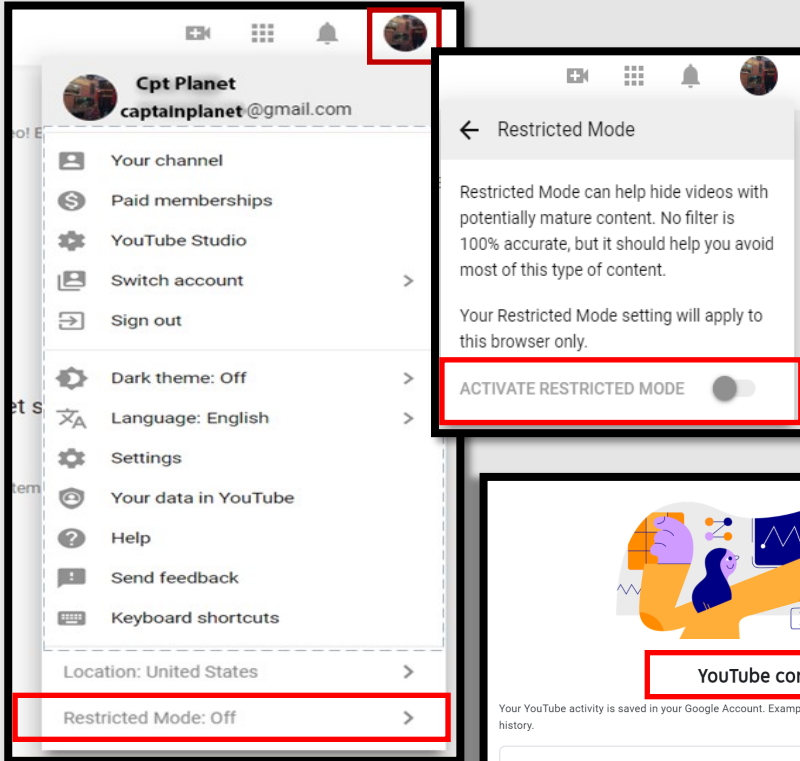 Cpt Planet
captainplanet@gmail.com
Your channel
Paid memberships
YouTube Studio
Switch account
Sign out
Dark theme: Off
Language: English
Settings
Your data in YouTube
Help
Send feedback
Keyboard shortcuts
Location: United States
Restricted Mode: Off
Restricted Mode
Restricted Mode can help hide videos with
potentially mature content. No filter is
100% accurate, but it should help you avoid
most of this type of content.
Your Restricted Mode setting will apply to
this browser only.
ACTIVATE RESTRICTED MODE
YouTube
Your YouTube activity is saved in your Google Account.
history.